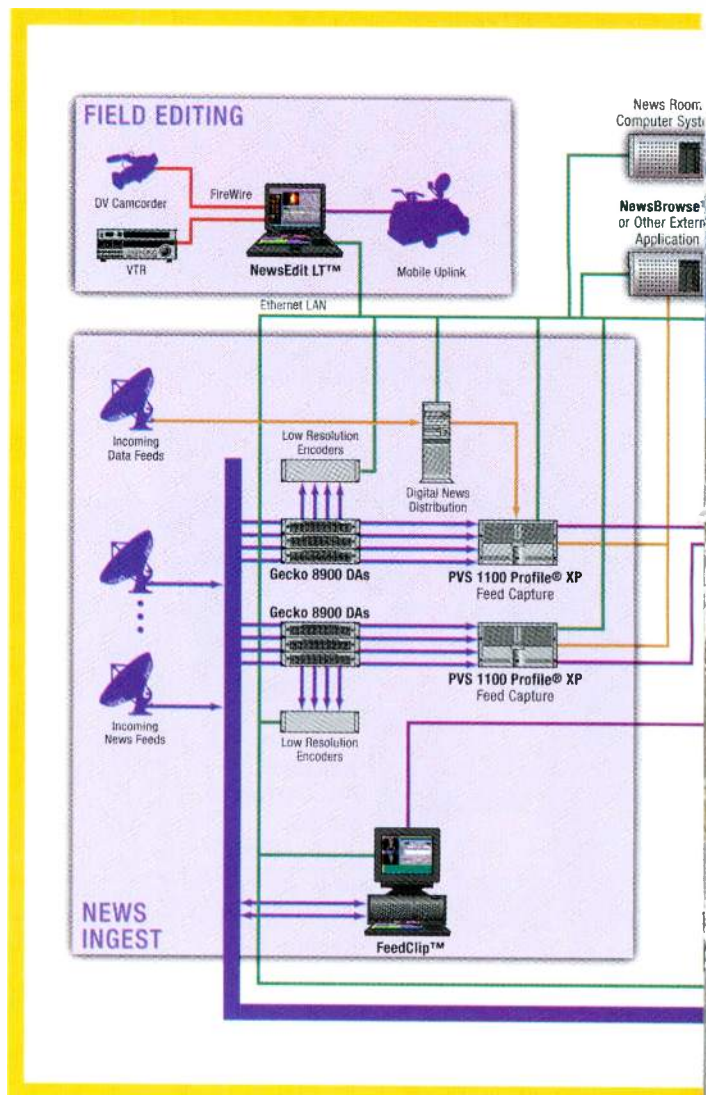 FIELD EDITING
DV Camcorder
FireWire
VTR
NewsEdit LT™
Mobile Uplink
News Room
Computer
NewsBrowse
or Other
Application
Ethernet LAN
Incoming
Data Feeds
Low Resolution
Encoders
Digital News
Distribution
Gecko 8900 DAs
PVS 1100 Profile® XP
Feed Capture
Gecko 8900 DAs
PVS 1100 Profile® XP
Feed Capture
Incoming
News Feeds
Low Resolution
Encoders
NEWS
INGEST
FeedClip™